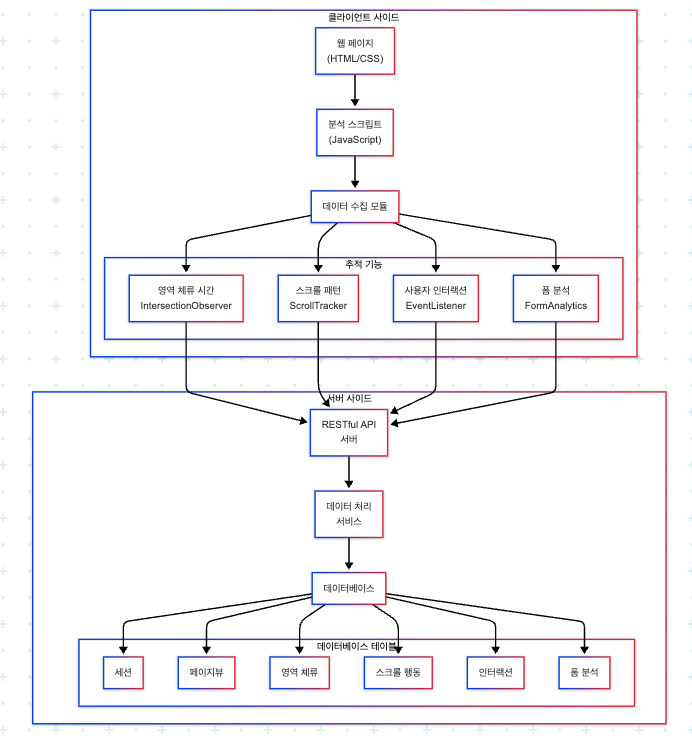 클라이언트 사이드
웹 페이지
(HTML/CSS)
분석 스크립트
(JavaScript)
데이터 수집 모듈
추적 기능
영역 체류 시간
IntersectionObserver
스크롤 패턴
ScrollTracker
사용자 인터랙션
EventListener
폼 분석
FormAnalytics
서버 사이드
RESTful API
서버
데이터 처리
서비스
데이터베이스
데이터베이스 테이블
세션
페이지뷰
영역 체류
스크롤 행동
인터랙션
폼 분석